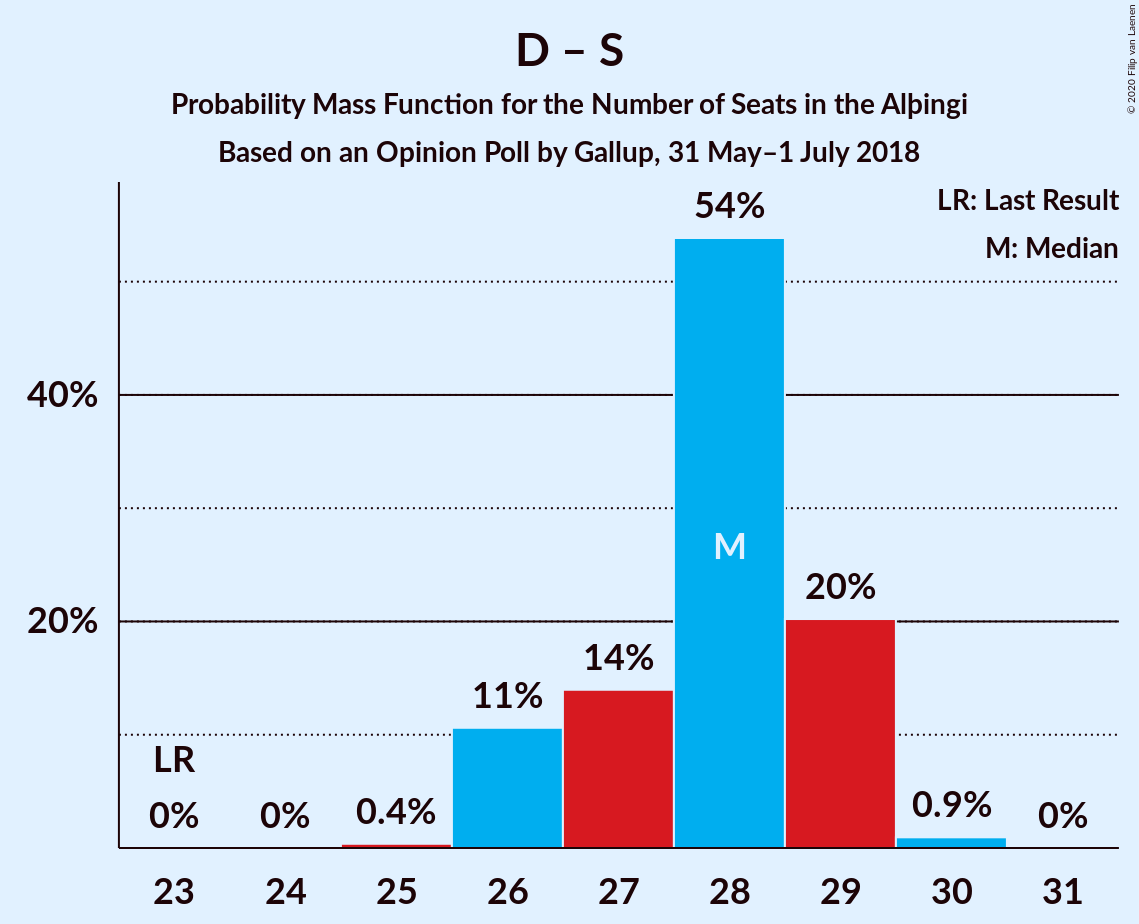 D – S
Probability Mass Function for the Number of Seats in the Alþingi
Based on an Opinion Poll by Gallup, 31 May–1 July 2018
© 2020 Filip van Laenen
LR: Last Result
M: Median
54%
40%
M
20%
20%
14%
11%
LR
0%
0%
0.4%
0.9%
0%
23
24
25
26
27
28
29
30
31